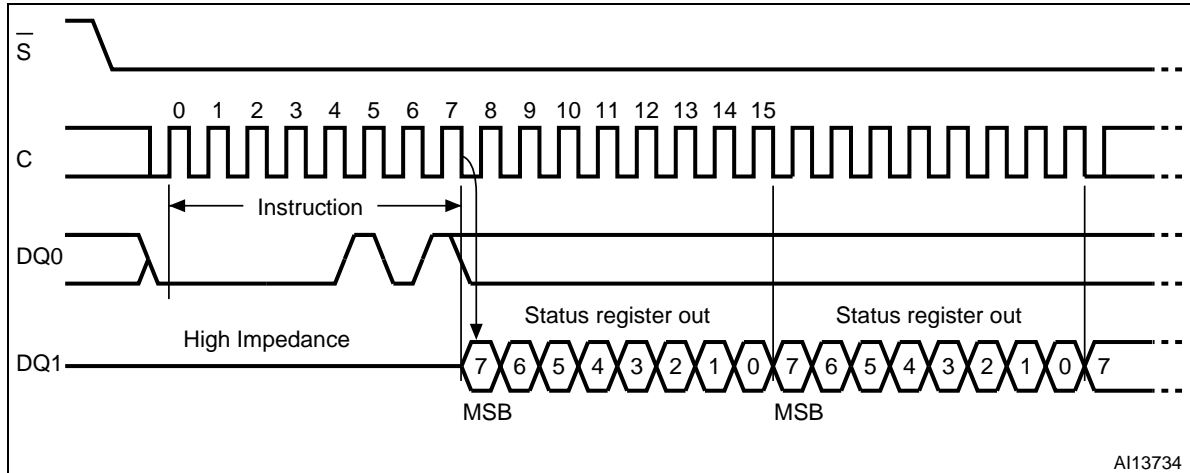 S
0 1 2 3 4 5 6 7 8 9 10 11 12 13 14 15
C
Instruction
DQ0
Status register out Status register out
High Impedance
DQ1 7 6 5 4 3 2 1 0 7 6 5 4 3 2 1 0 7
MSB MSB
AI13734